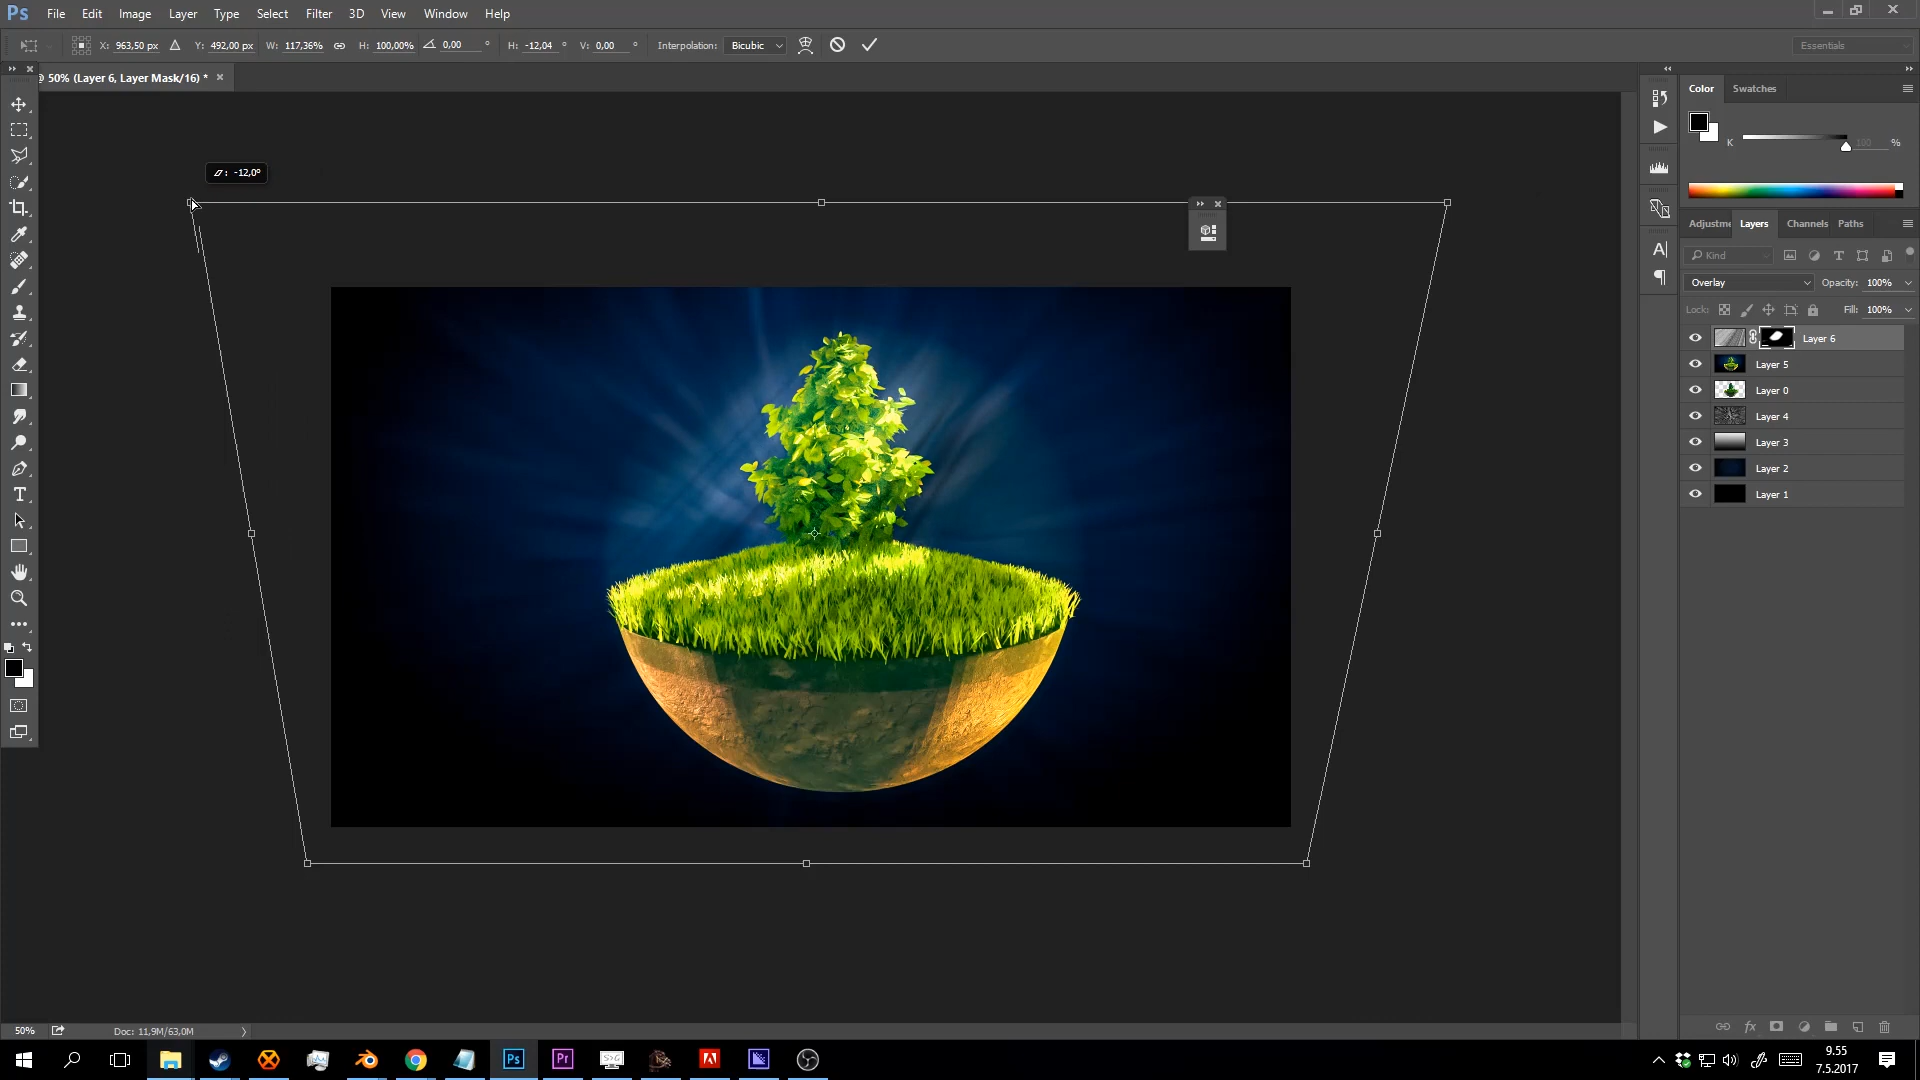 Ps File Edit Image Layer Type Select Filter 3D View Window Help
X: 963,50 px Y: 492,00 px W: 117,36% H: 100,00% 0,00 ° H: -12,04 ° V: 0,00 ° Interpolation: Bicubic Essentials
@ 50% (Layer 6, Layer Mask/16) * ×
Color Swatches
K 100 %
-12,0°
Adjustme Layers Channels Paths
Kind
Overlay Opacity: 100%
Lock: Fill: 100%
Layer 6
Layer 5
Layer 0
Layer 4
Layer 3
Layer 2
Layer 1
50% Doc: 11,9M/63,0M
Ps Pr
9.55
7.5.2017